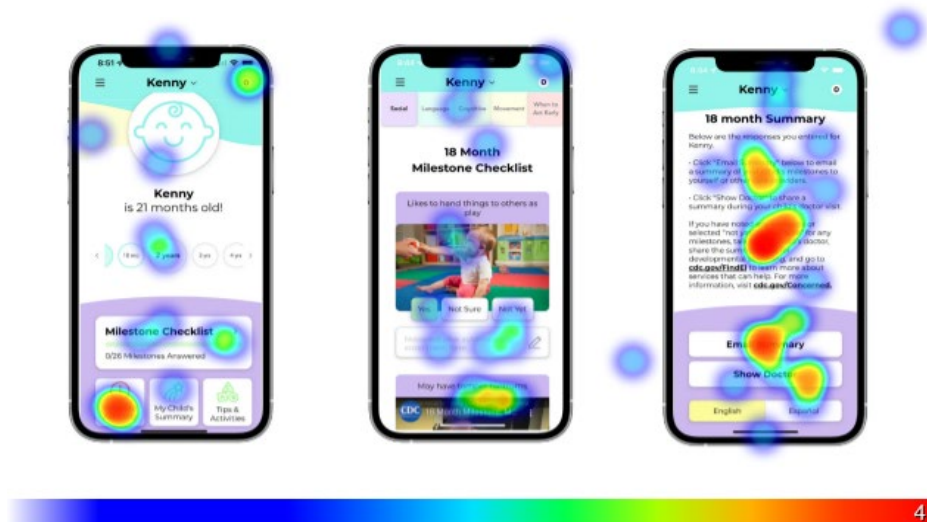 8:51
Kenny
Kenny
is 21 months old!
18 mo
2 years
3 yrs
4 yrs
Milestone Checklist
0/26 Milestones Answered
My Child's
Summary
Tips &
Activities
Kenny
Social
Language
Cognitive
Movement
When to
Act Early
18 Month
Milestone Checklist
Likes to hand things to others as
play
Yes
Not Sure
Not Yet
May have
CDC
18 Month
Kenny
18 month Summary
Below are the responses you entered for
Kenny.
- Click "Email below to email
a summary of milestones to
yourself or
- Click "Show to share a
summary during your child's doctor visit.
If you have
selected "not for any
milestones, doctor,
share the
developmental and go to
cdc.gov/FindEI to learn more about
services that can help. For more
information, visit cdc.gov/Concerned.
Show Doctor
English
Español
4